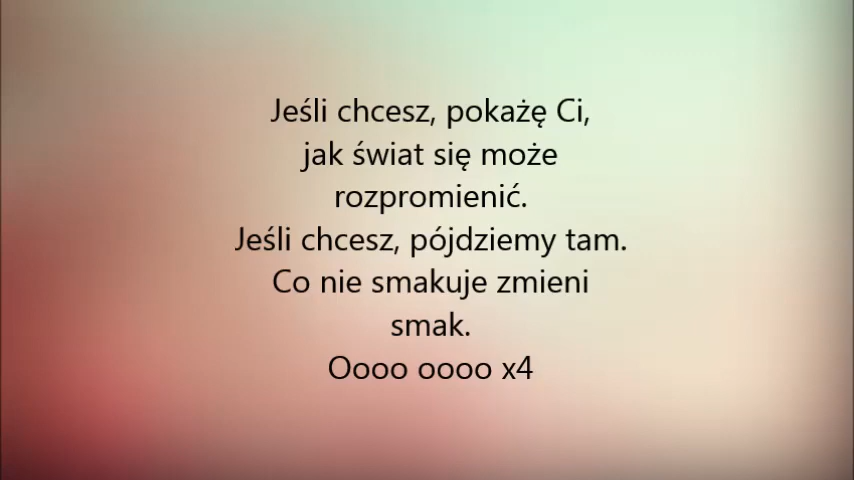 Jeśli chcesz, pokażę Ci,
jak świat się może
rozpromienić.
Jeśli chcesz, pójdziemy tam.
Co nie smakuje zmieni
smak.
Oooo oooo x4